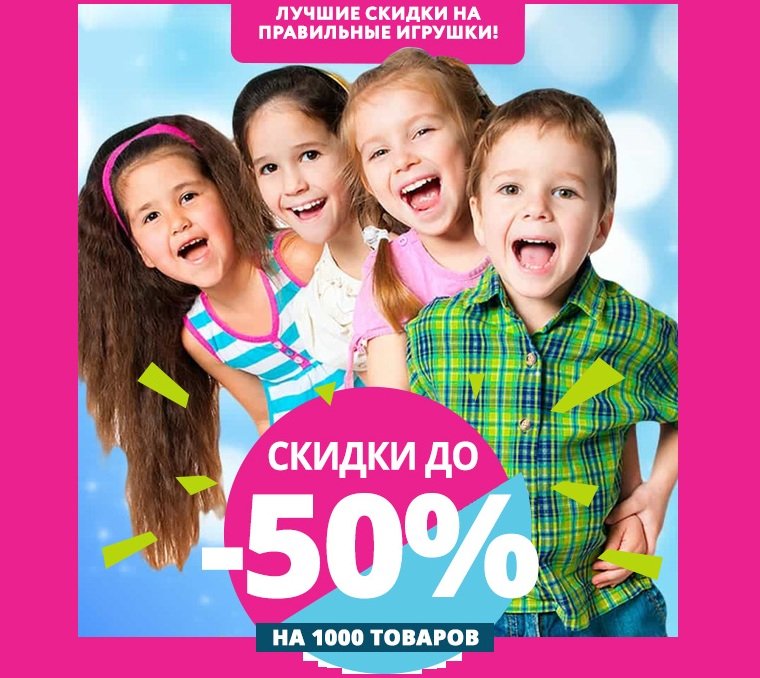 ЛУЧШИЕ СКИДКИ НА
ПРАВИЛЬНЫЕ ИГРУШКИ!
СКИДКИ ДО
-50%
НА 1000 ТОВАРОВ